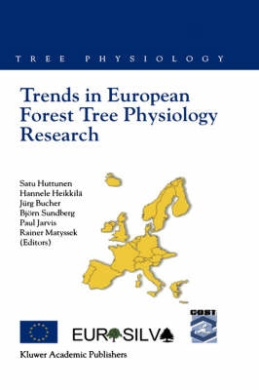 TREE PHYSIOLOGY
Trends in European
Forest Tree Physiology
Research
Satu Huttunen
Hannele Heikkilä
Jürg Bucher
Björn Sundberg
Paul Jarvis
Rainer Matyssek
(Editors)
COST
EUROSILVA
Kluwer Academic Publishers